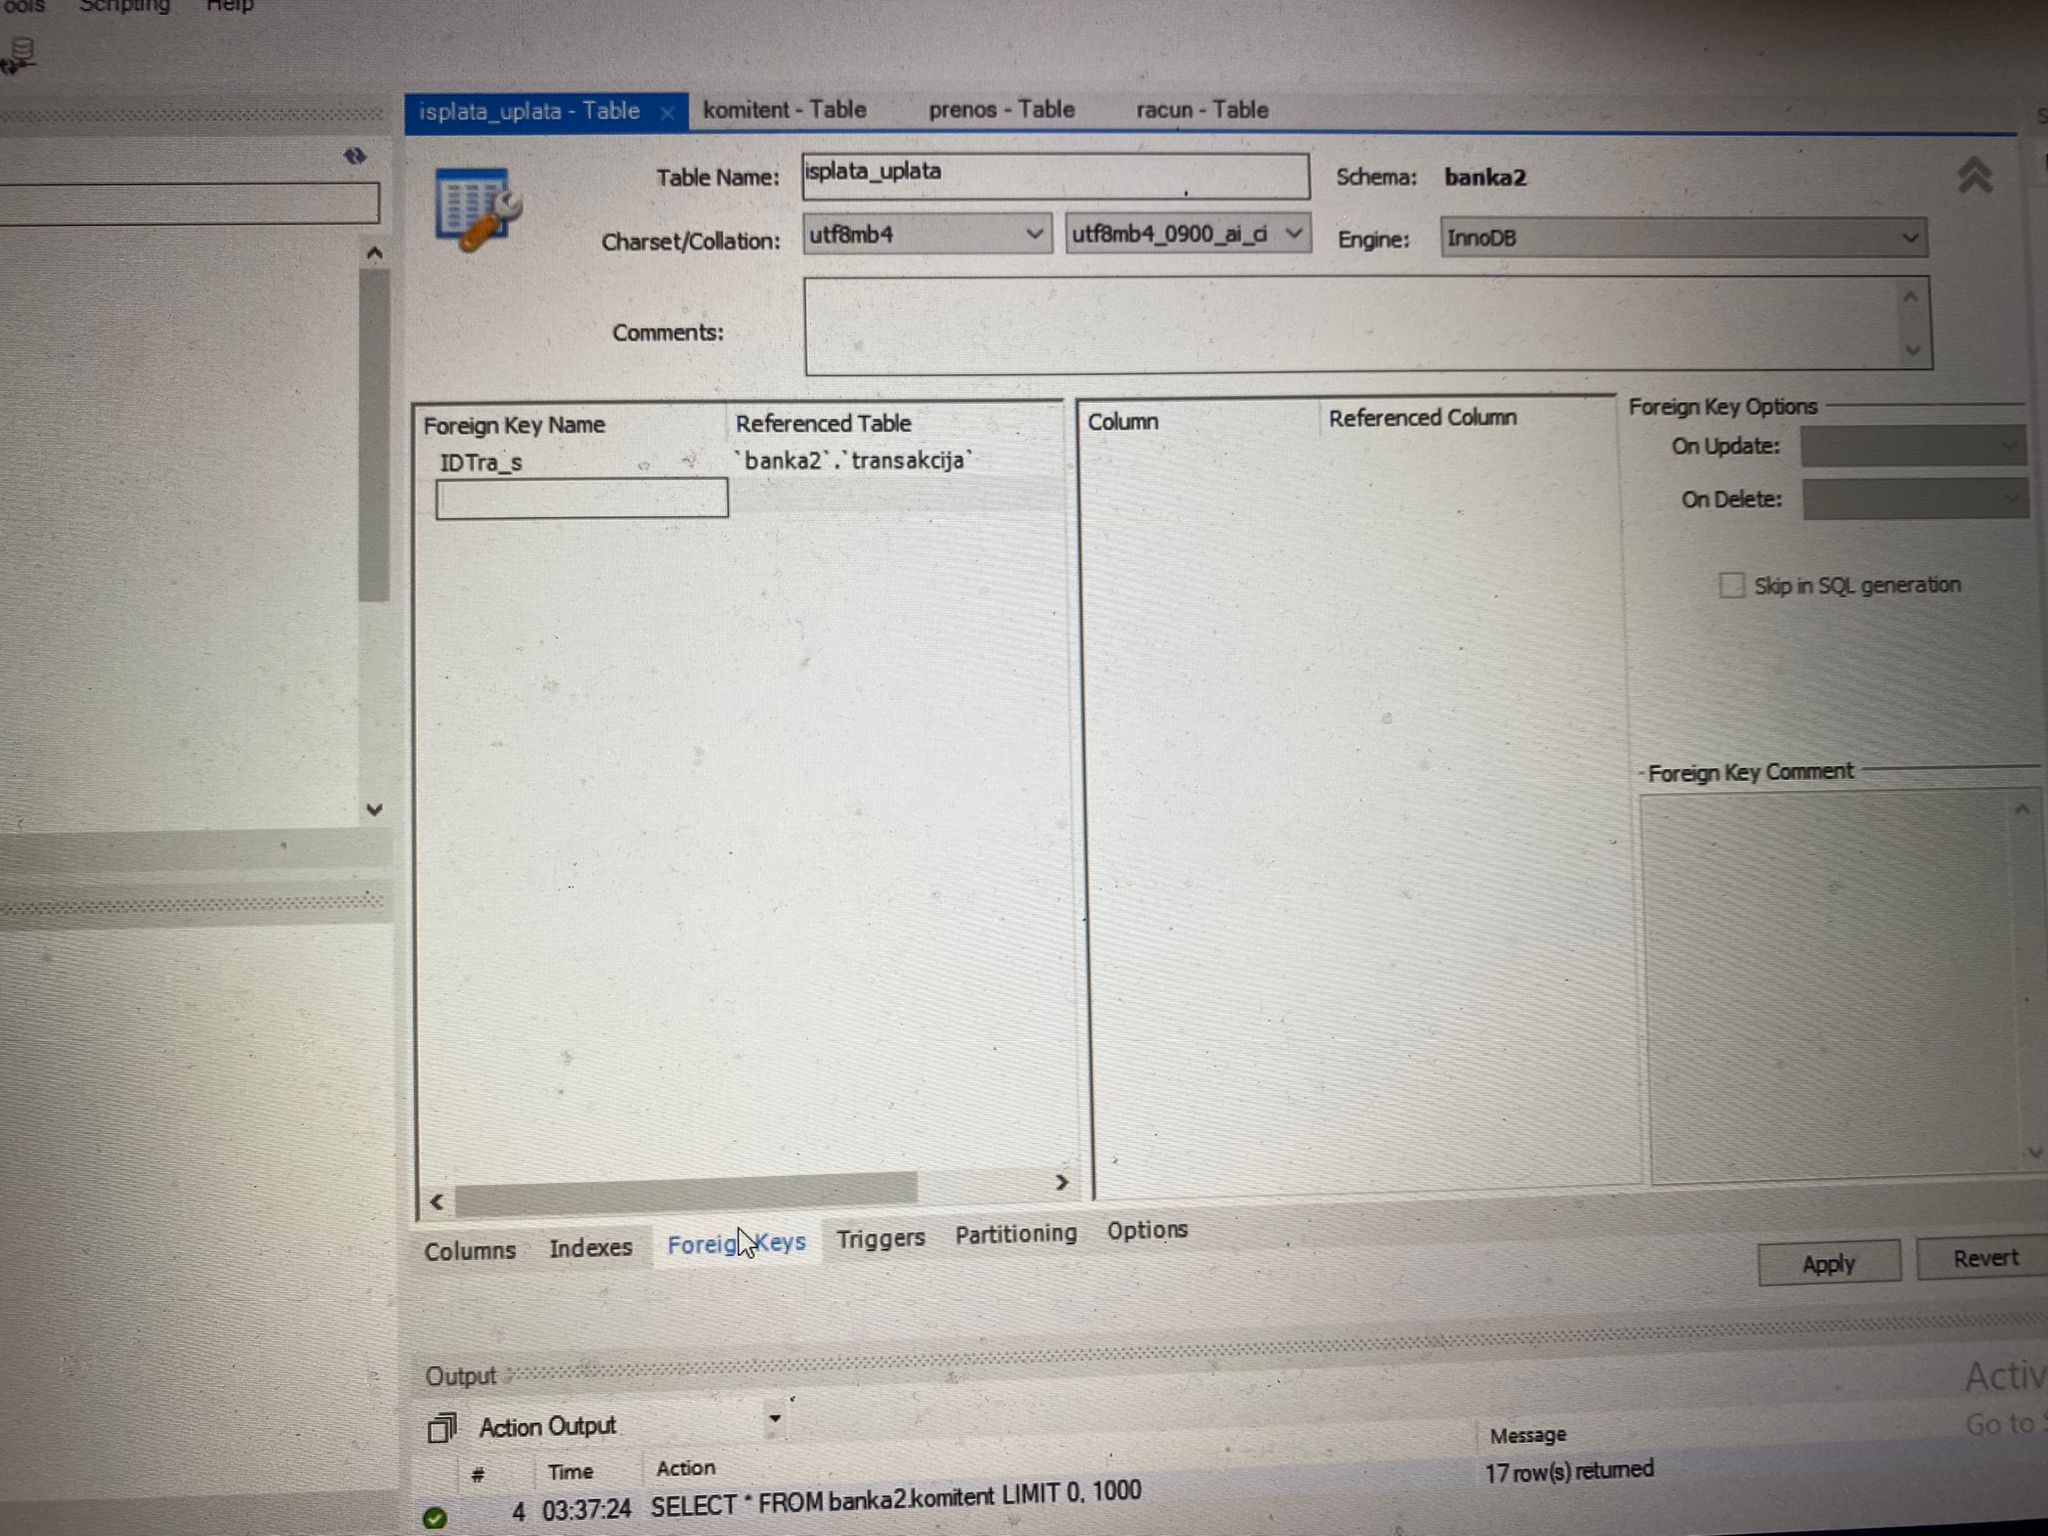 Tools Scripting Help
isplata_uplata - Table komitent - Table prenos - Table racun - Table
Table Name: isplata_uplata Schema: banka2
Charset/Collation: utf8mb4 utf8mb4_0900_ai_ci Engine: InnoDB
Comments:
Foreign Key Name Referenced Table Column Referenced Column Foreign Key Options
IDTra_s `banka2`.`transakcija` On Update:
On Delete:
Skip in SQL generation
Foreign Key Comment
Columns Indexes Foreign Keys Triggers Partitioning Options
Apply Revert
Output
Activ
Action Output
Go to S
# Time Action Message
4 03:37:24 SELECT * FROM banka2.komitent LIMIT 0, 1000 17 row(s) returned